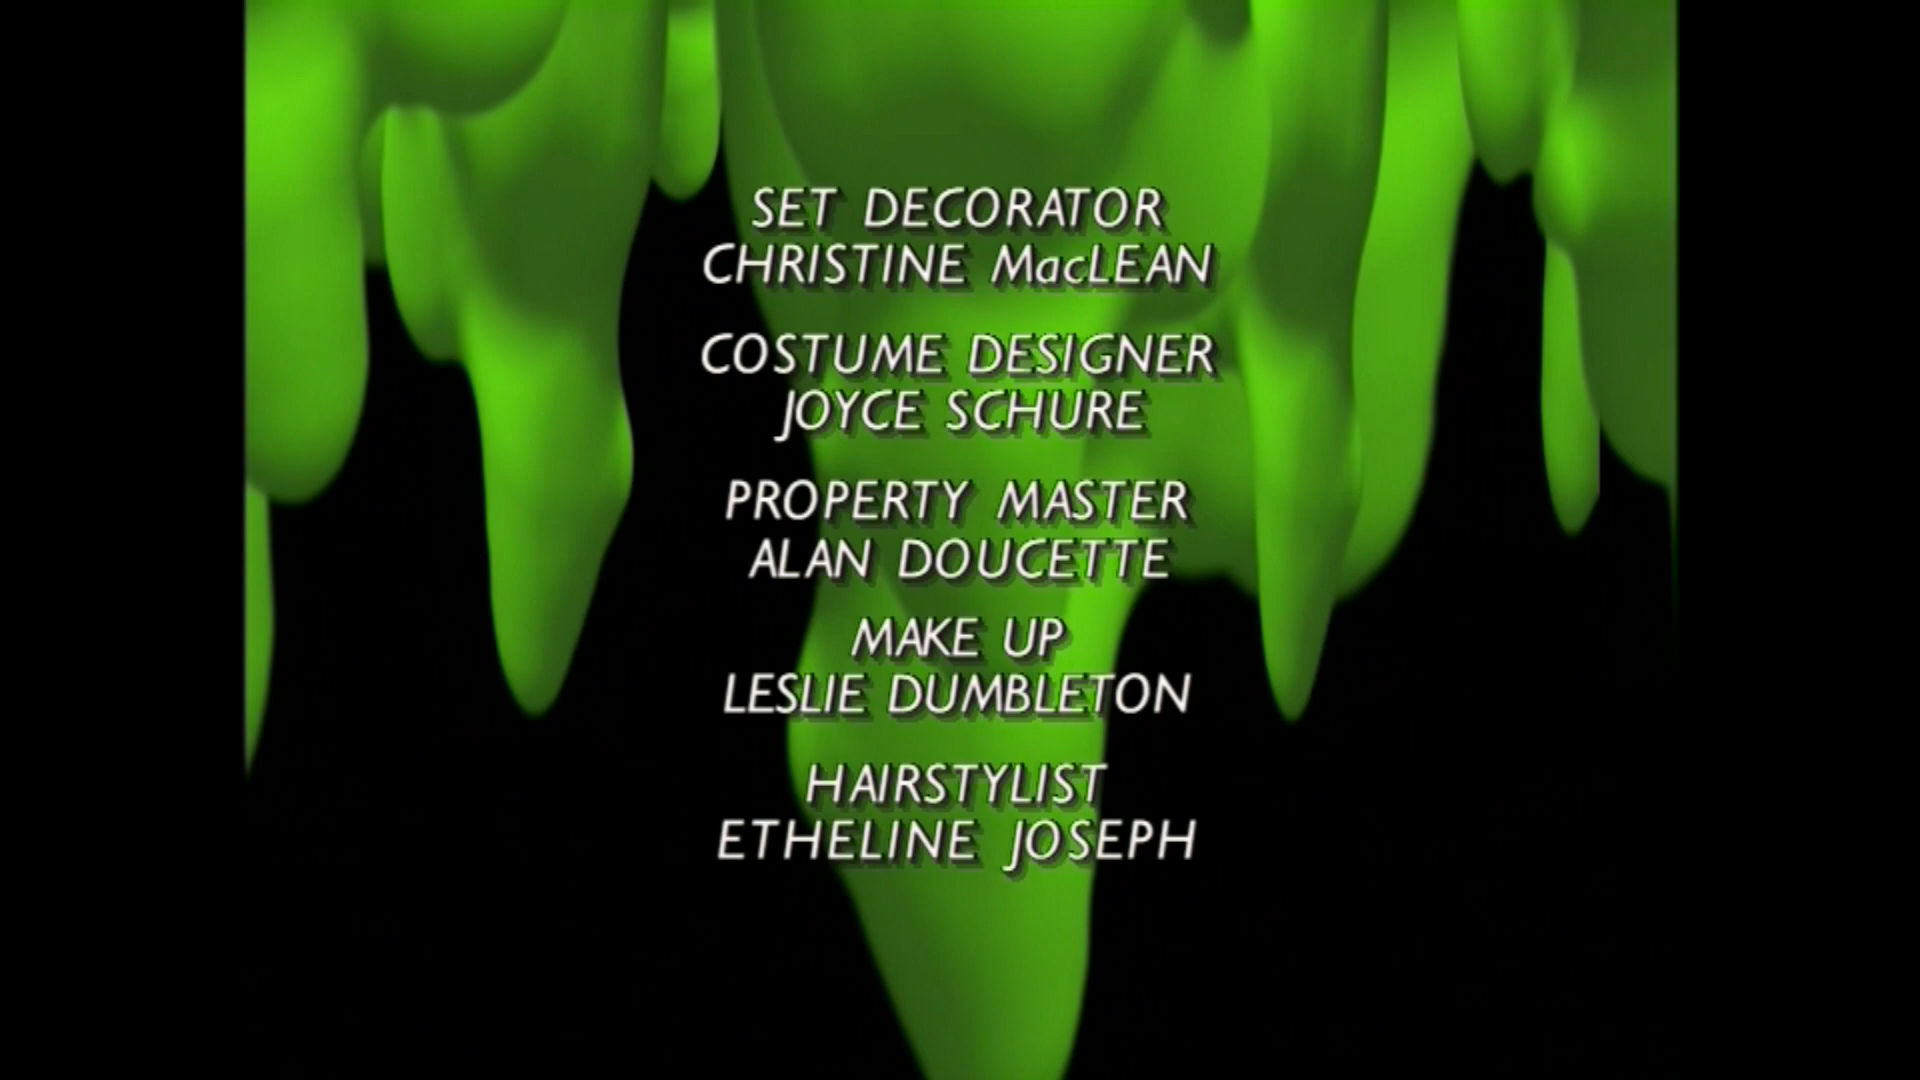 SET DECORATOR
CHRISTINE MacLEAN
COSTUME DESIGNER
JOYCE SCHURE
PROPERTY MASTER
ALAN DOUCETTE
MAKE UP
LESLIE DUMBLETON
HAIRSTYLIST
ETHELINE JOSEPH